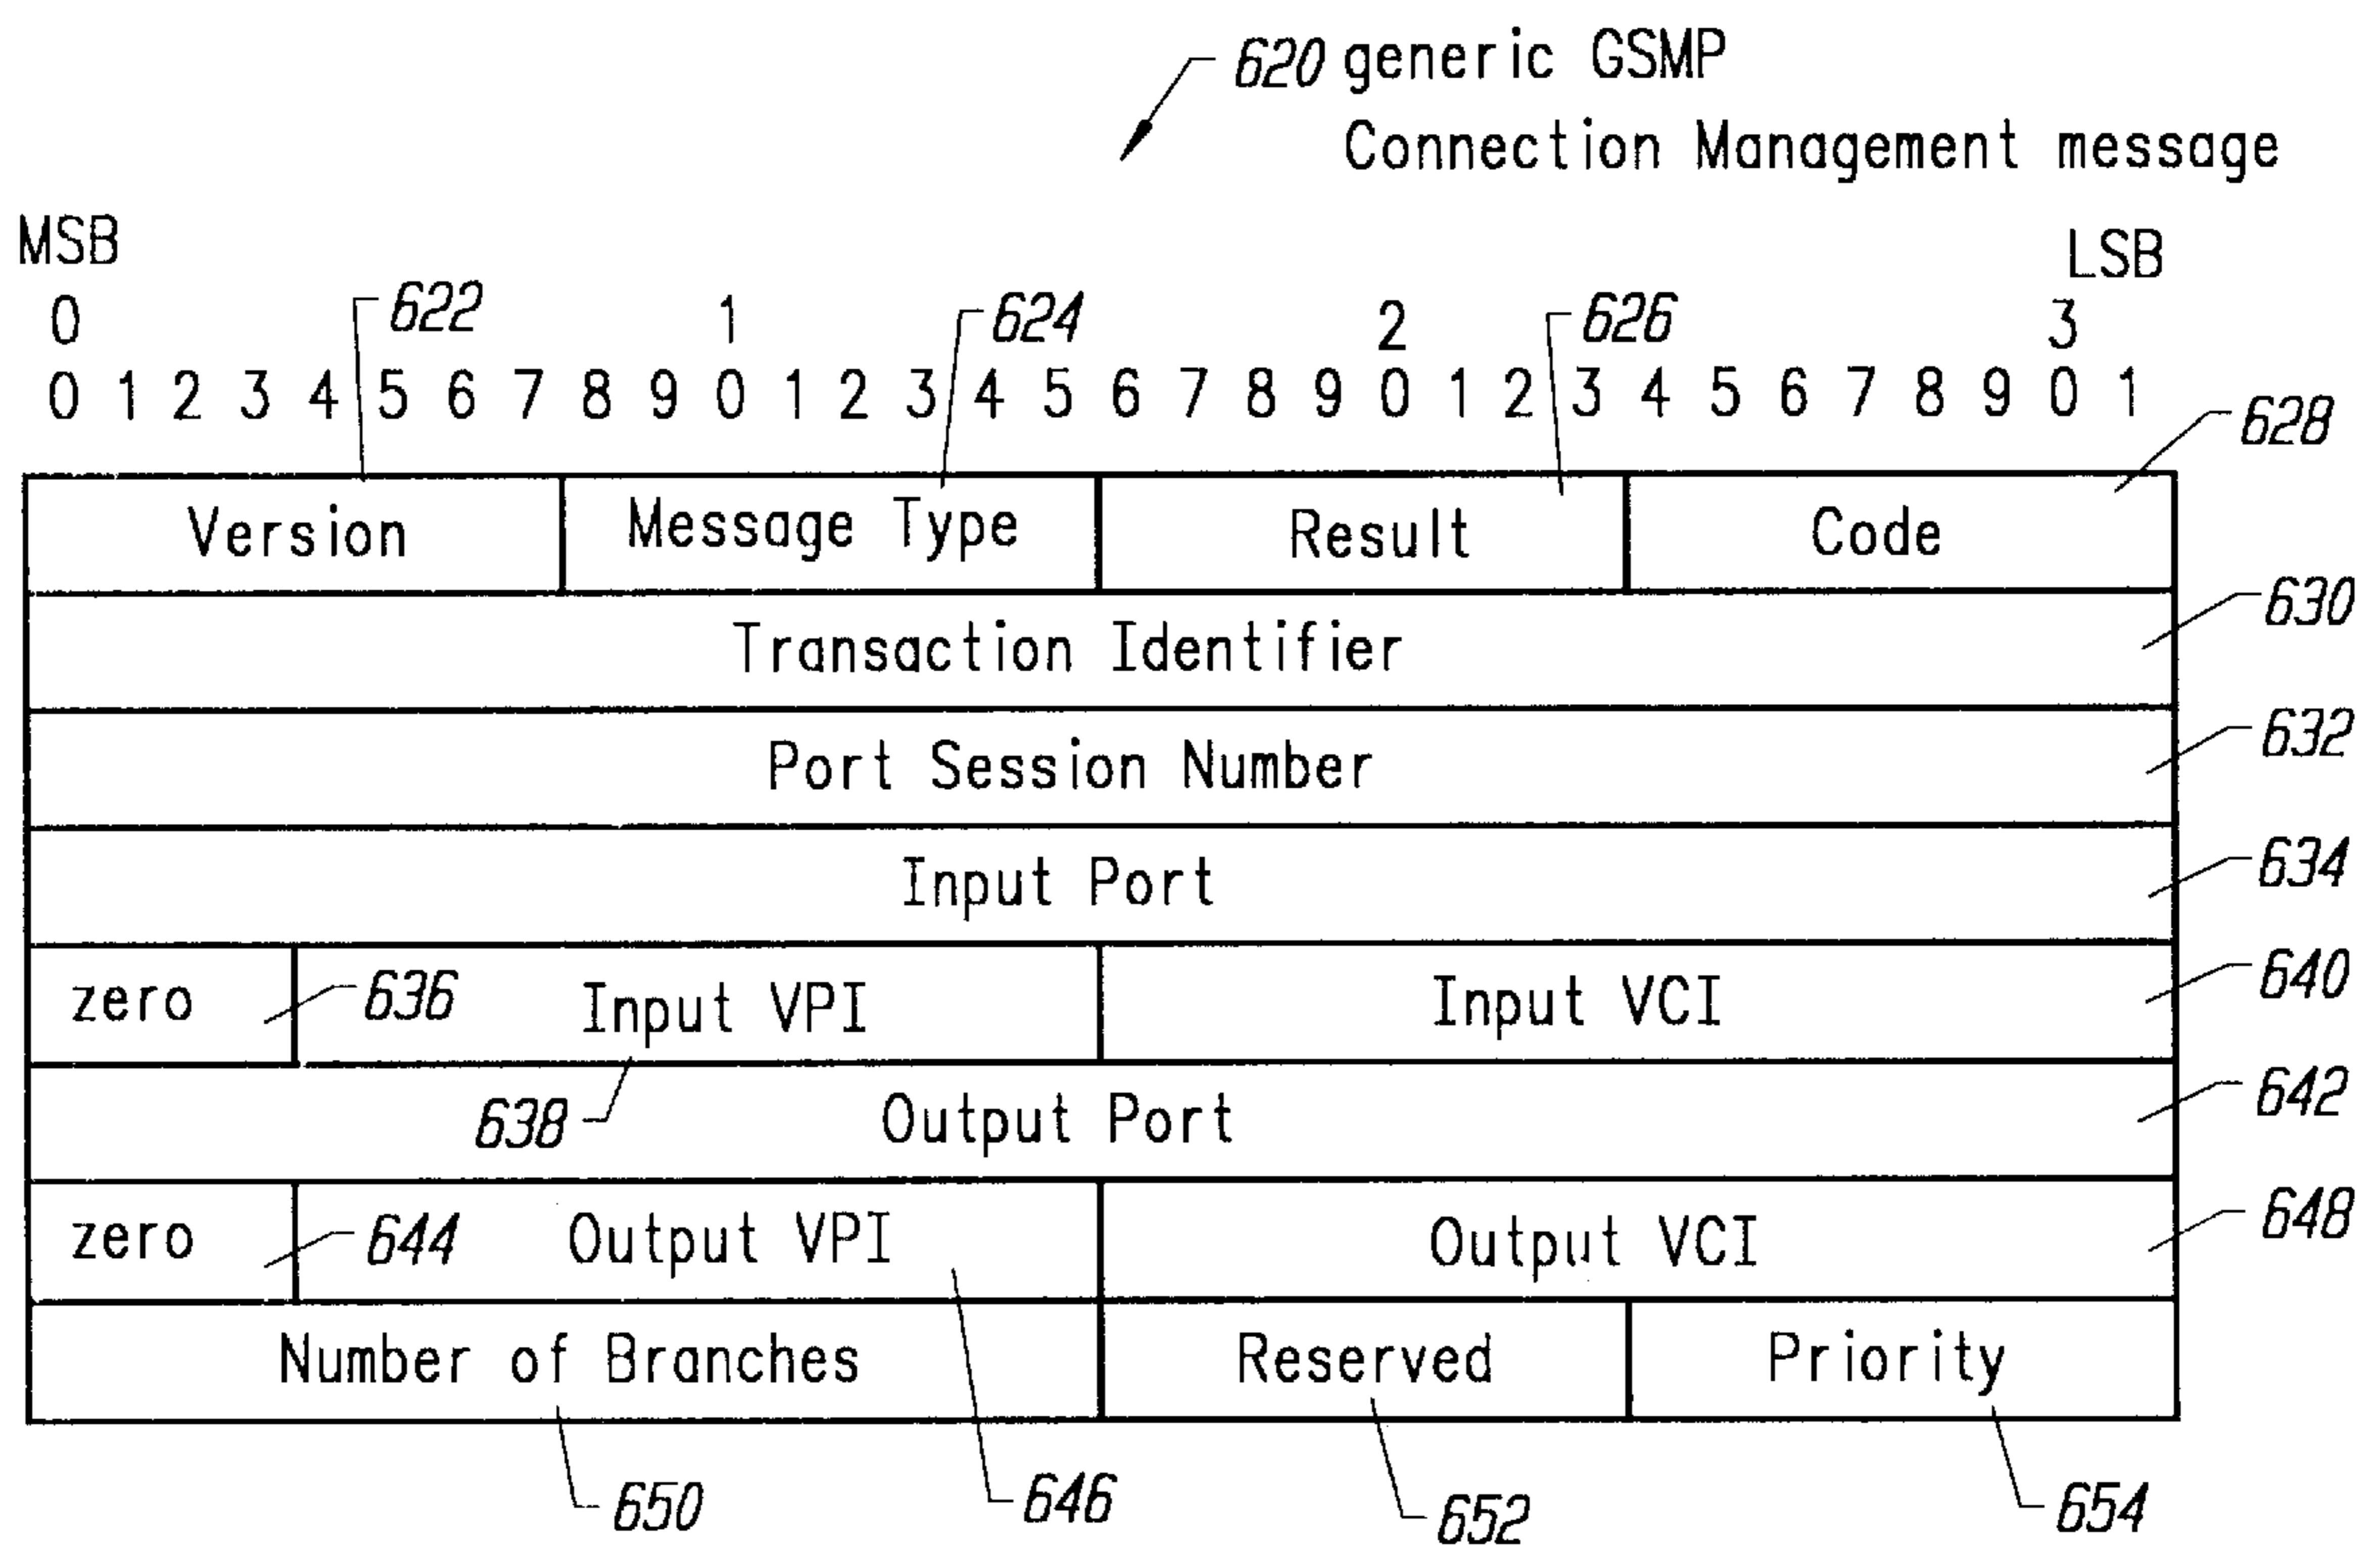 620 generic GSMP
Connection Management message
MSB LSB
0 622 1 624 2 626 3
0 1 2 3 4 5 6 7 8 9 0 1 2 3 4 5 6 7 8 9 0 1 2 3 4 5 6 7 8 9 0 1
628
Version Message Type Result Code
630
Transaction Identifier
632
Port Session Number
634
Input Port
zero 636 Input VPI Input VCI 640
638 Output Port 642
zero 644 Output VPI Output VCI 648
Number of Branches Reserved Priority
650 646 652 654